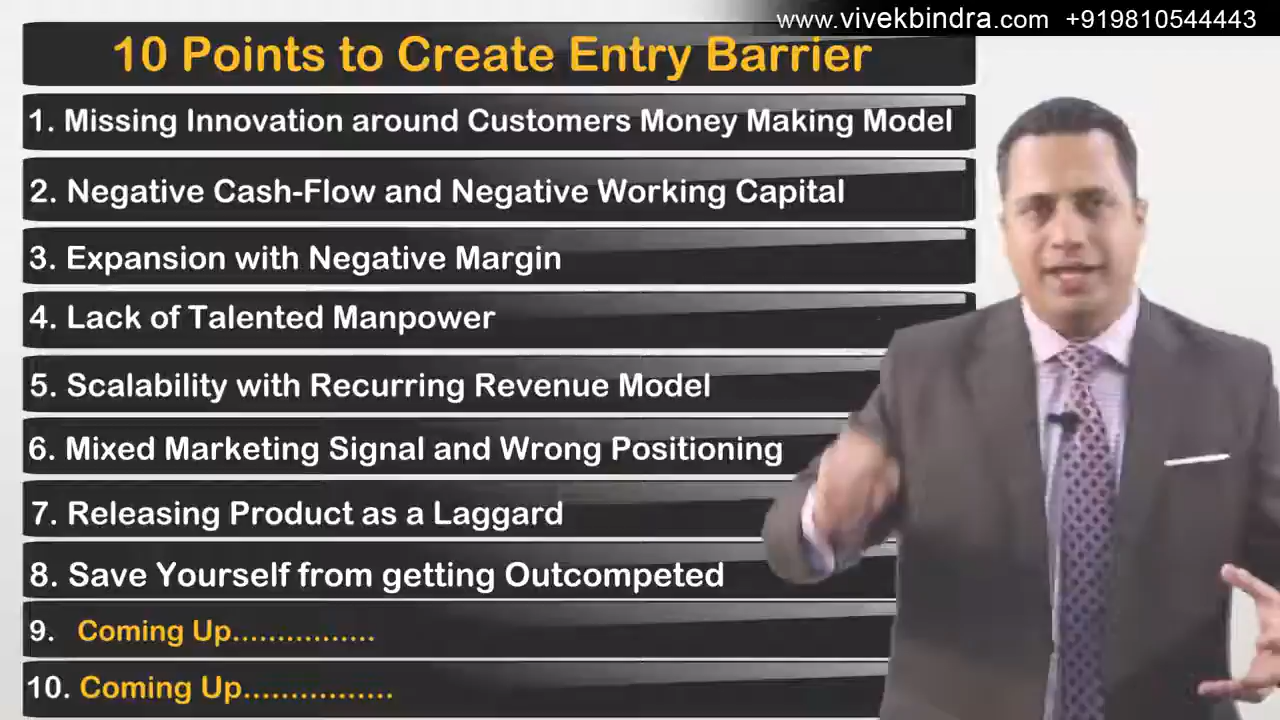 www.vivekbindra.com +919810544443
10 Points to Create Entry Barrier
1. Missing Innovation around Customers Money Making Model
2. Negative Cash-Flow and Negative Working Capital
3. Expansion with Negative Margin
4. Lack of Talented Manpower
5. Scalability with Recurring Revenue Model
6. Mixed Marketing Signal and Wrong Positioning
7. Releasing Product as a Laggard
8. Save Yourself from getting Outcompeted
9. Coming Up................
10. Coming Up................